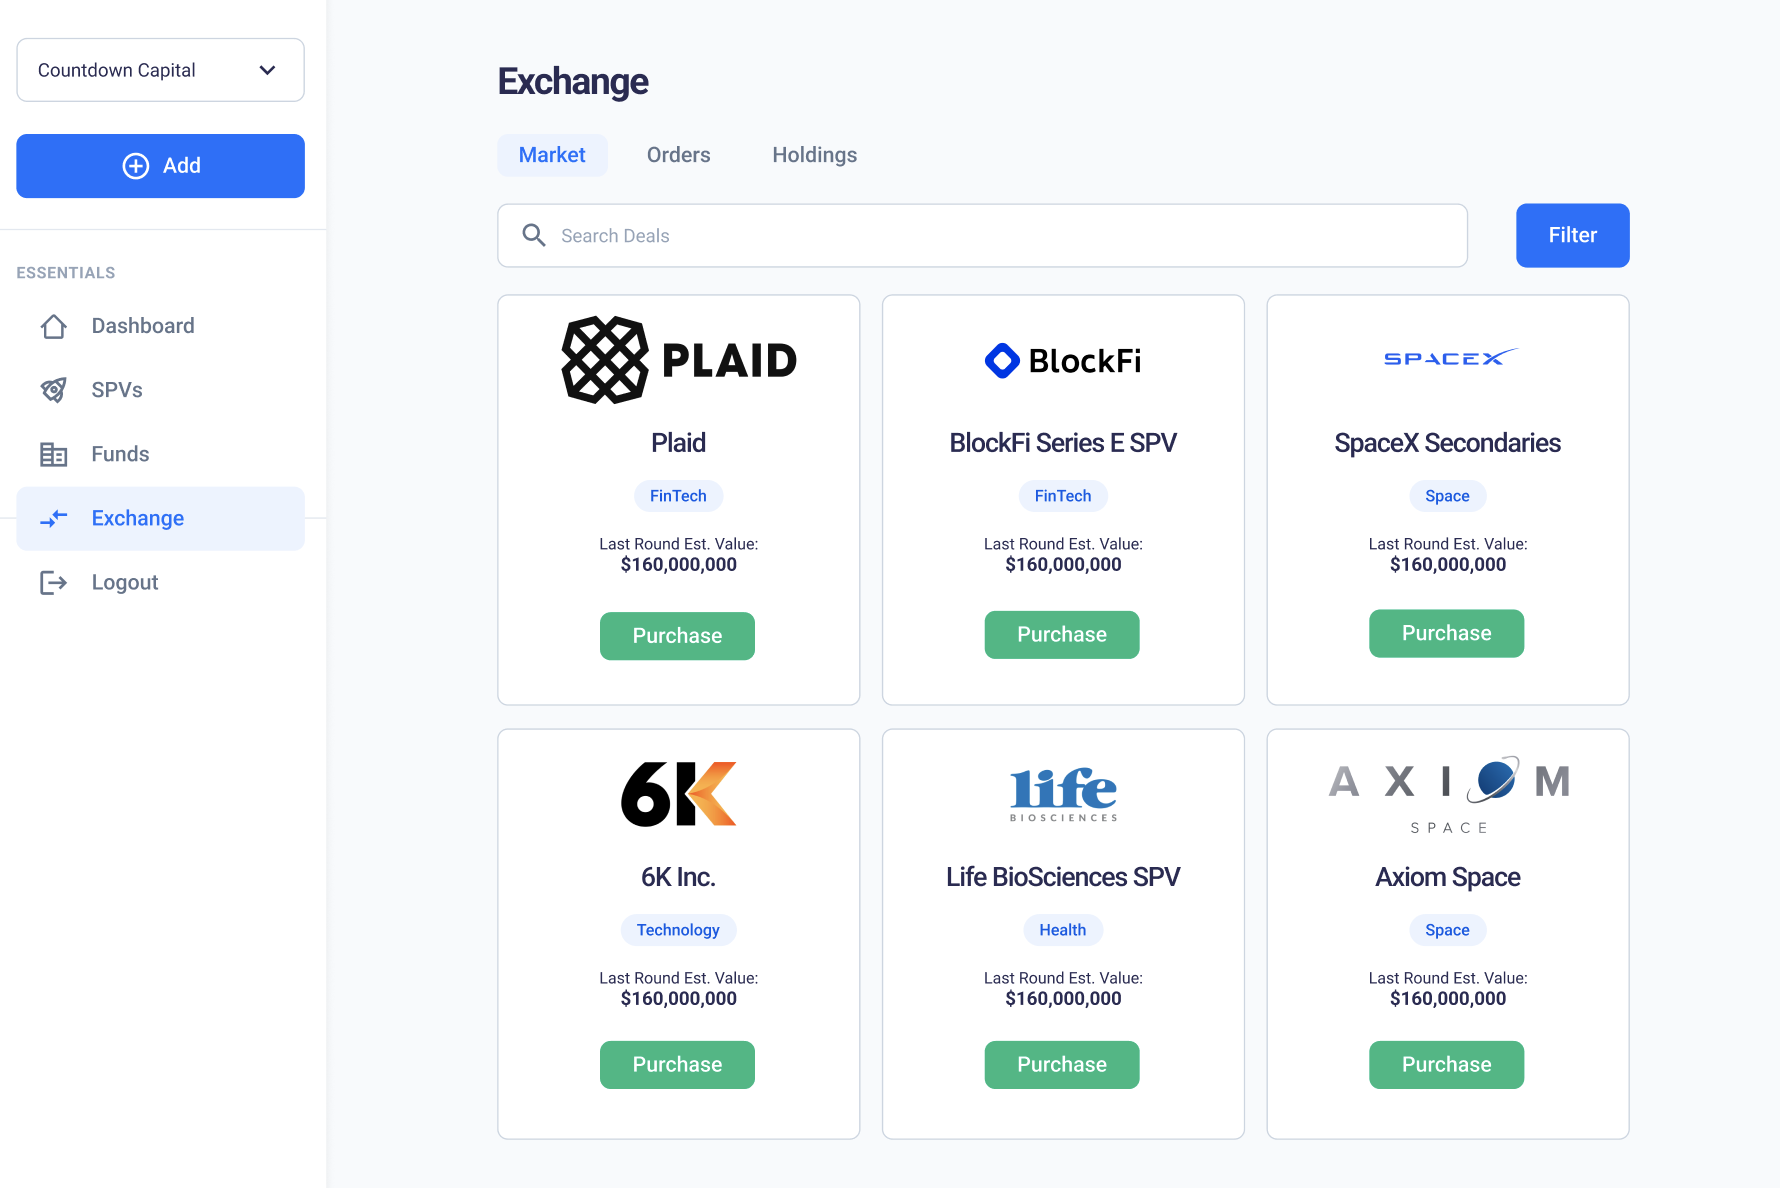 Countdown Capital
Add
ESSENTIALS
Dashboard
SPVs
Funds
Exchange
Logout
Exchange
Market Orders Holdings
Search Deals
Filter
PLAID
Plaid
FinTech
Last Round Est. Value:
$160,000,000
Purchase
BlockFi
BlockFi Series E SPV
FinTech
Last Round Est. Value:
$160,000,000
Purchase
SPACEX
SpaceX Secondaries
Space
Last Round Est. Value:
$160,000,000
Purchase
6K
6K Inc.
Technology
Last Round Est. Value:
$160,000,000
Purchase
life
BIOSCIENCES
Life BioSciences SPV
Health
Last Round Est. Value:
$160,000,000
Purchase
AXIOM
SPACE
Axiom Space
Space
Last Round Est. Value:
$160,000,000
Purchase